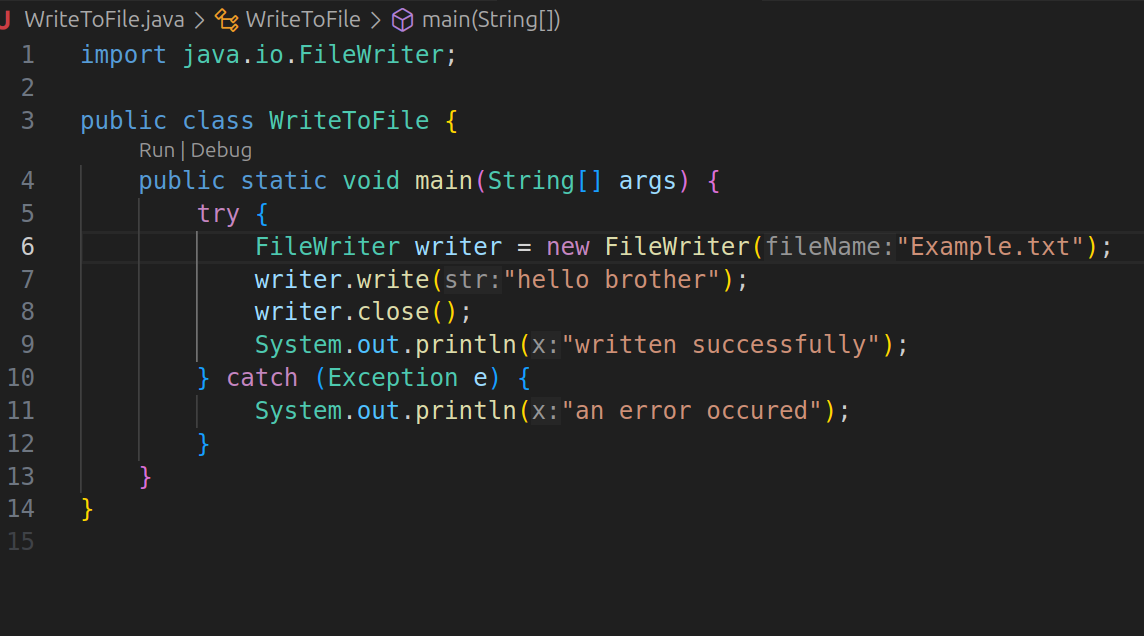 WriteToFile.java > WriteToFile > main(String[])
1 import java.io.FileWriter;
2
3 public class WriteToFile {
Run | Debug
4 public static void main(String[] args) {
5 try {
6 FileWriter writer = new FileWriter(fileName:"Example.txt");
7 writer.write(str:"hello brother");
8 writer.close();
9 System.out.println(x:"written successfully");
10 } catch (Exception e) {
11 System.out.println(x:"an error occured");
12 }
13 }
14 }
15